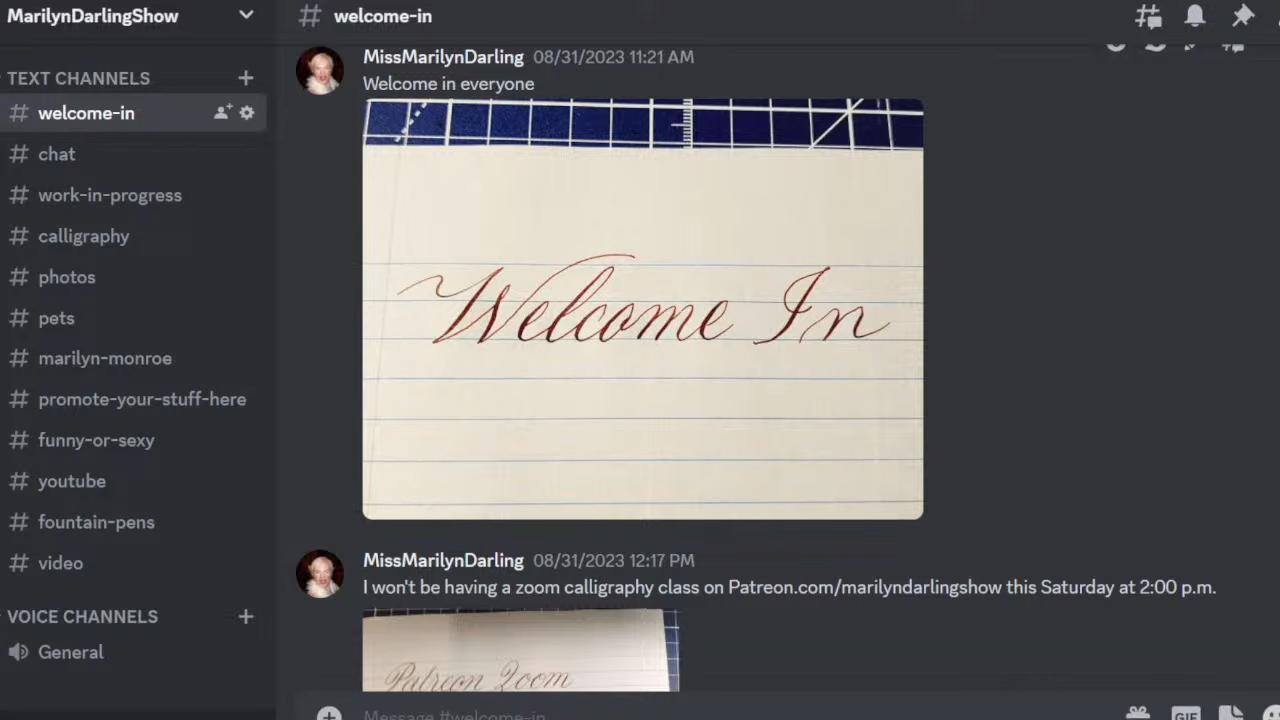 MarilynDarlingShow
TEXT CHANNELS
welcome-in
chat
work-in-progress
calligraphy
photos
pets
marilyn-monroe
promote-your-stuff-here
funny-or-sexy
youtube
fountain-pens
video
VOICE CHANNELS
General
welcome-in
MissMarilynDarling 08/31/2023 11:21 AM
Welcome in everyone
Welcome In
MissMarilynDarling 08/31/2023 12:17 PM
I won't be having a zoom calligraphy class on Patreon.com/marilyndarlingshow this Saturday at 2:00 p.m.
Patreon Zoom
Message #welcome-in
GIF